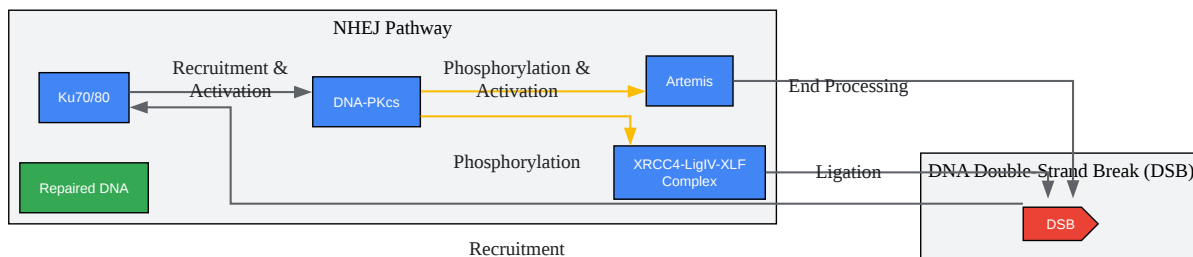 NHEJ Pathway
Recruitment &
Activation
Phosphorylation &
Activation
Artemis
Ku70/80
DNA-PKcs
End Processing
Phosphorylation
XRCC4-LigIV-XLF
Complex
Ligation
DNA Double-Strand Break (DSB)
Repaired DNA
DSB
Recruitment